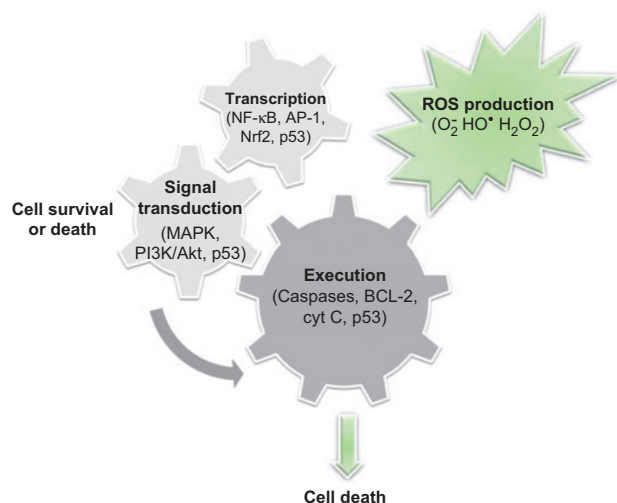 Transcription
(NF-κB, AP-1,
Nrf2, p53)
ROS production
(O₂⁻ HO• H₂O₂)
Signal
transduction
(MAPK,
PI3K/Akt, p53)
Cell survival
or death
Execution
(Caspases, BCL-2,
cyt C, p53)
Cell death